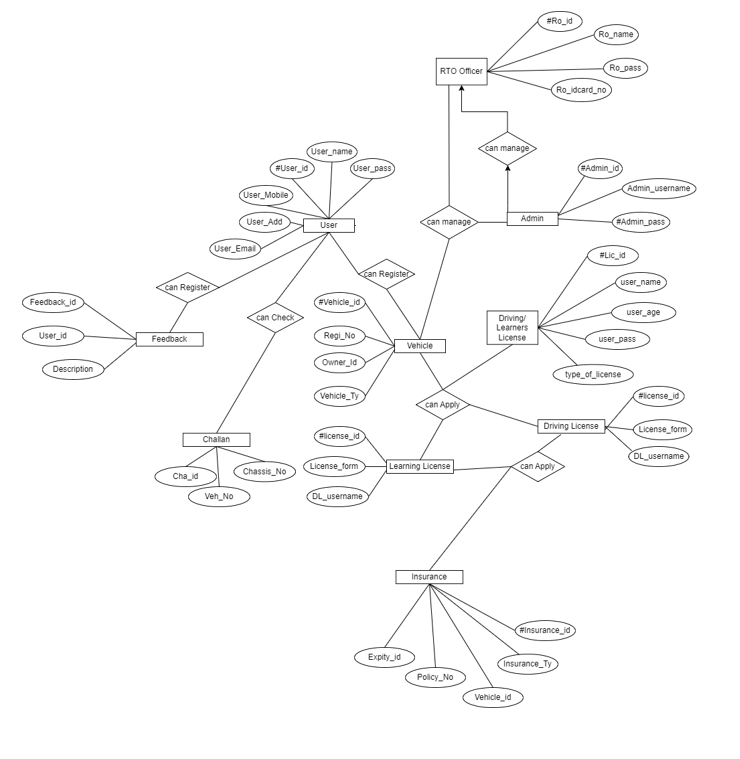 #Ro_id
Ro_name
RTO Officer
Ro_pass
Ro_idcard_no
can manage
User_name
#User_id
User_pass
#Admin_id
Admin_username
User_Mobile
User_Add
User
can manage
Admin
#Admin_pass
User_Email
#Lic_id
can Register
can Register
user_name
Feedback_id
#Vehicle_id
can Check
Driving/
Learners
License
user_age
User_id
Feedback
Regi_No
Vehicle
user_pass
Description
Owner_Id
type_of_license
Vehicle_Ty
can Apply
#license_id
Driving License
License_form
Challan
#license_id
DL_username
Chassis_No
License_form
Learning License
can Apply
Cha_id
Veh_No
DL_username
Insurance
#Insurance_id
Expity_id
Insurance_Ty
Policy_No
Vehicle_id